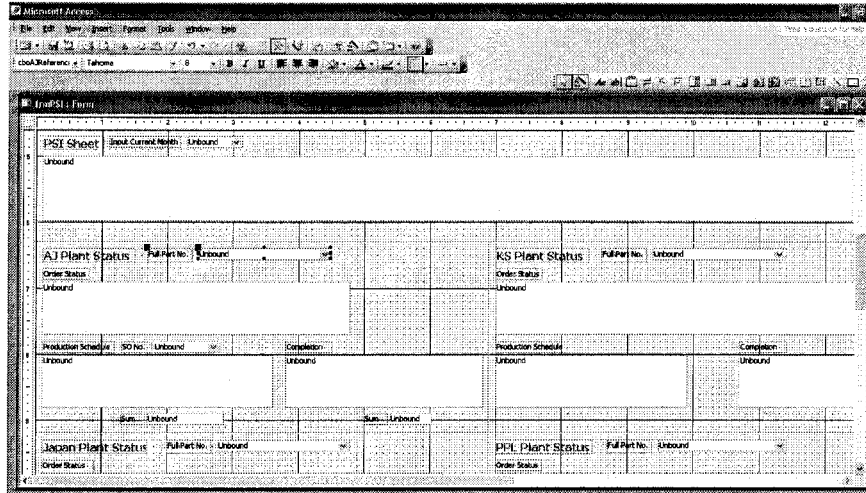 Microsoft Access
File Edit View Insert Format Tools Window Help
cboAJReferenc Tahoma 8 B I U
frmPSI : Form
PSI Sheet Input Current Month Unbound
Unbound
AJ Plant Status Full Part No. Unbound KS Plant Status Full Part No. Unbound
Order Status Order Status
Unbound Unbound
Production Schedule SO No. Unbound Completion Production Schedule Completion
Unbound Unbound Unbound Unbound
Sum Unbound Sum Unbound
Japan Plant Status Full Part No. Unbound PPL Plant Status Full Part No. Unbound
Order Status Order Status